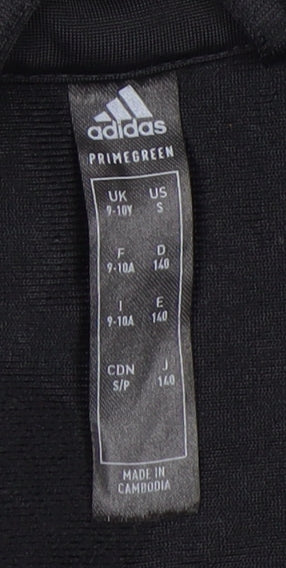 adidas
PRIMEGREEN
UK US
9-10Y S
F D
9-10A 140
I E
9-10A 140
CDN J
S/P 140
MADE IN
CAMBODIA